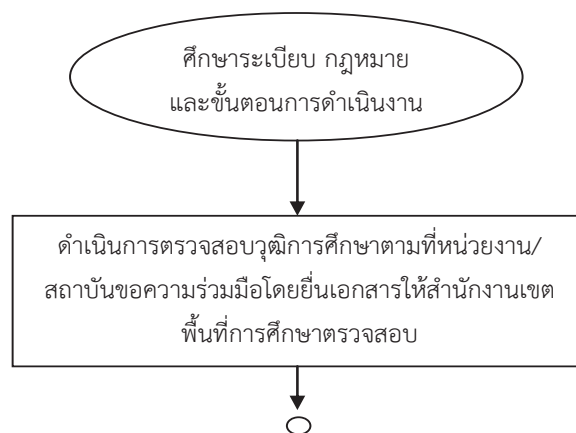 ศึกษาระเบียบ กฎหมาย
และขั้นตอนการดำเนินงาน
ดำเนินการตรวจสอบวุฒิการศึกษาตามที่หน่วยงาน/
สถาบันขอความร่วมมือโดยยื่นเอกสารให้สำนักงานเขต
พื้นที่การศึกษาตรวจสอบ